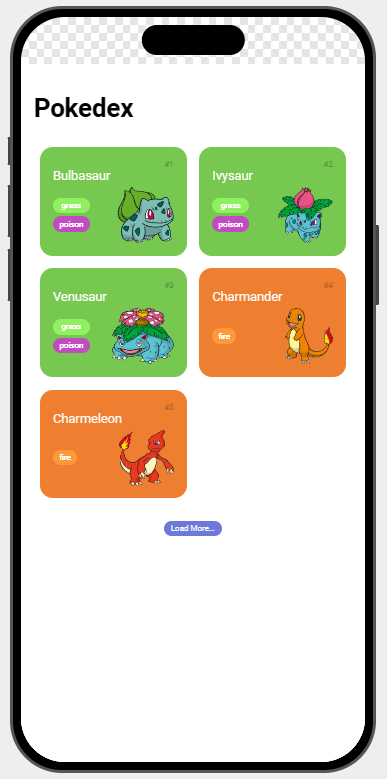 Pokedex
#1
Bulbasaur
grass
poison
#2
Ivysaur
grass
poison
#3
Venusaur
grass
poison
#4
Charmander
fire
#5
Charmeleon
fire
Load More...